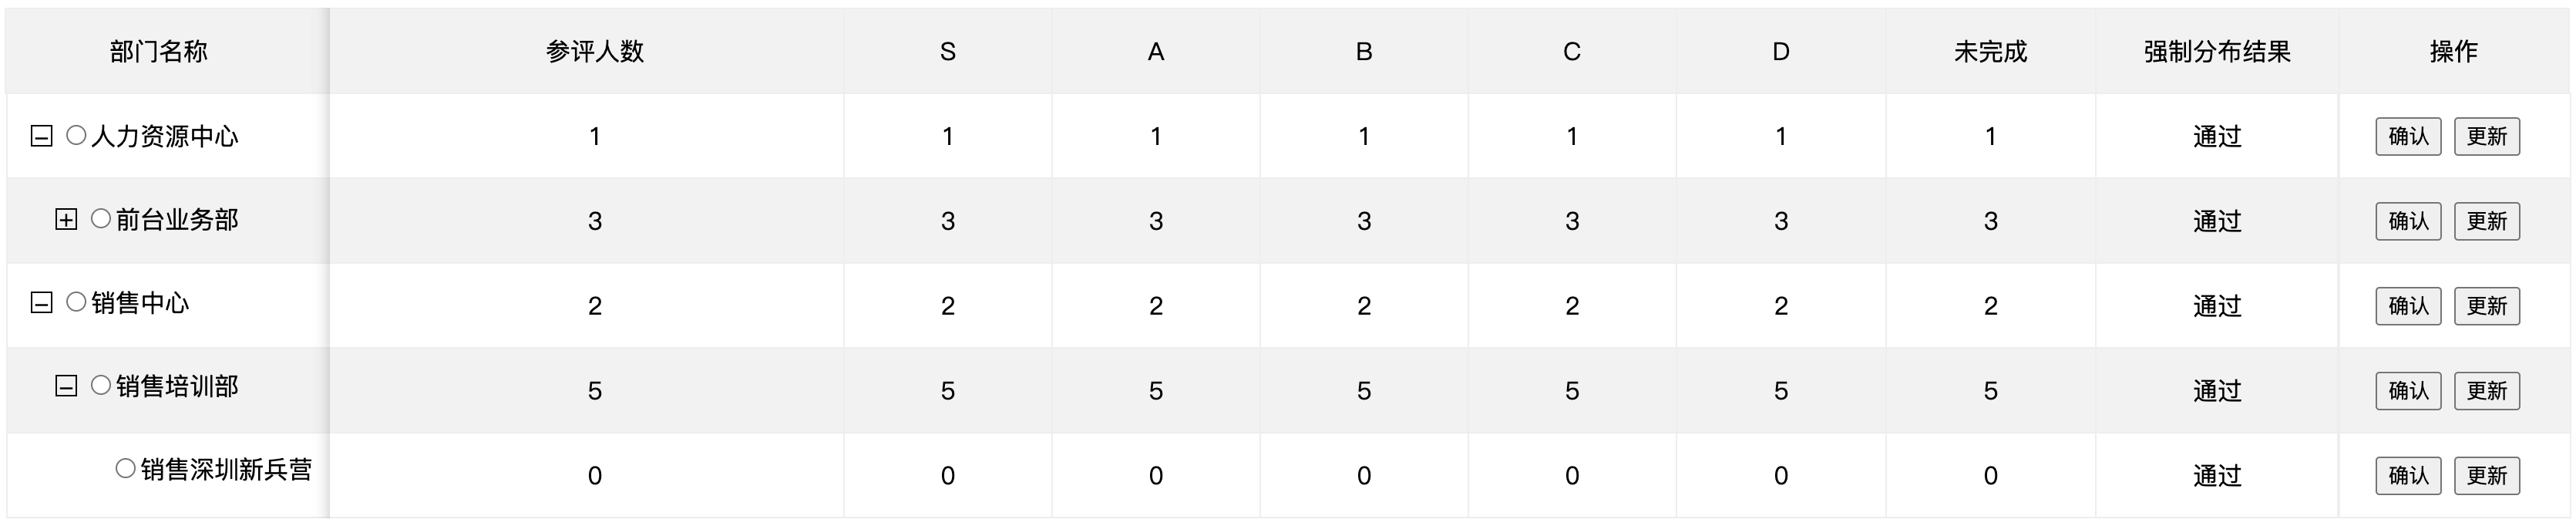 部门名称 参评人数 S A B C D 未完成 强制分布结果 操作
人力资源中心 1 1 1 1 1 1 1 通过 确认 更新
前台业务部 3 3 3 3 3 3 3 通过 确认 更新
销售中心 2 2 2 2 2 2 2 通过 确认 更新
销售培训部 5 5 5 5 5 5 5 通过 确认 更新
销售深圳新兵营 0 0 0 0 0 0 0 通过 确认 更新